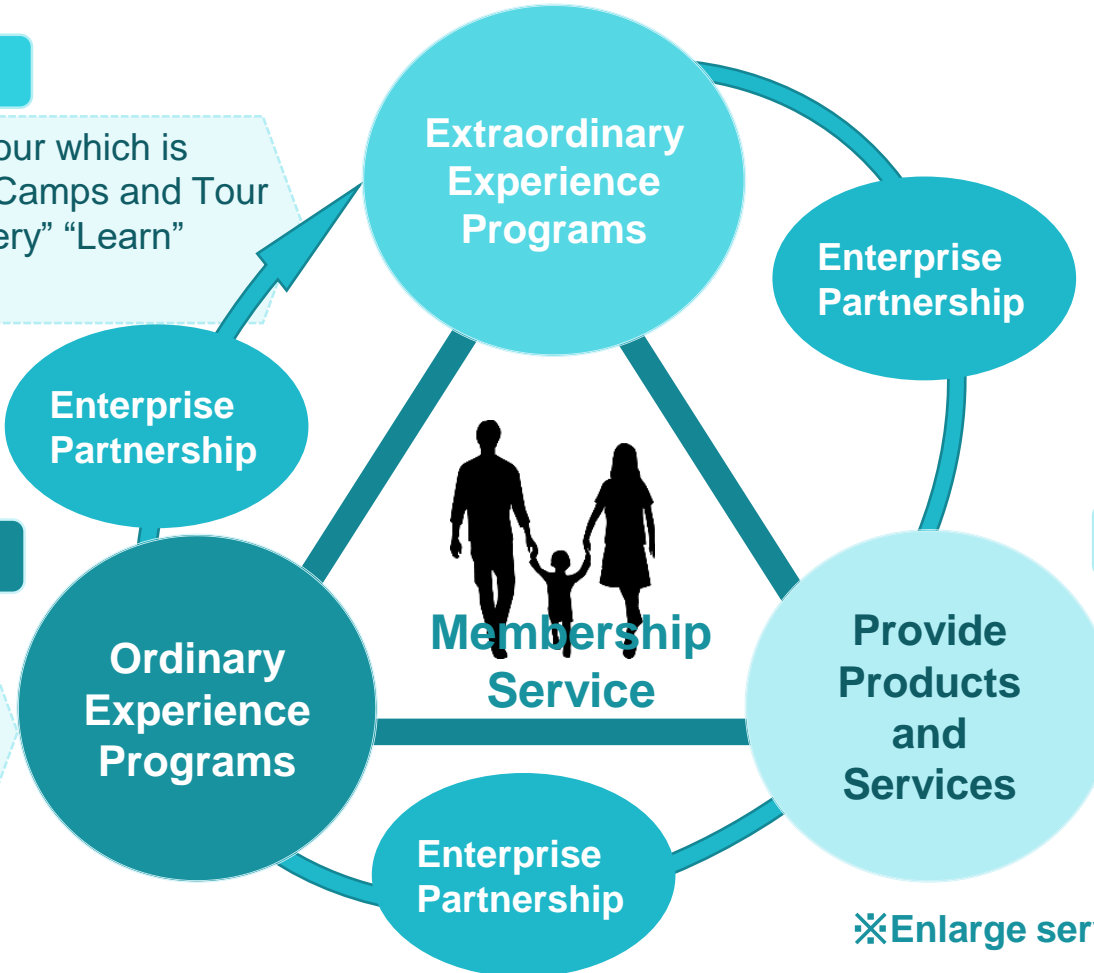 our which is
Camps and Tour
ery” “Learn”
Extraordinary
Experience
Programs
Enterprise
Partnership
Enterprise
Partnership
Membership
Service
Ordinary
Experience
Programs
Provide
Products
and
Services
Enterprise
Partnership
※Enlarge ser